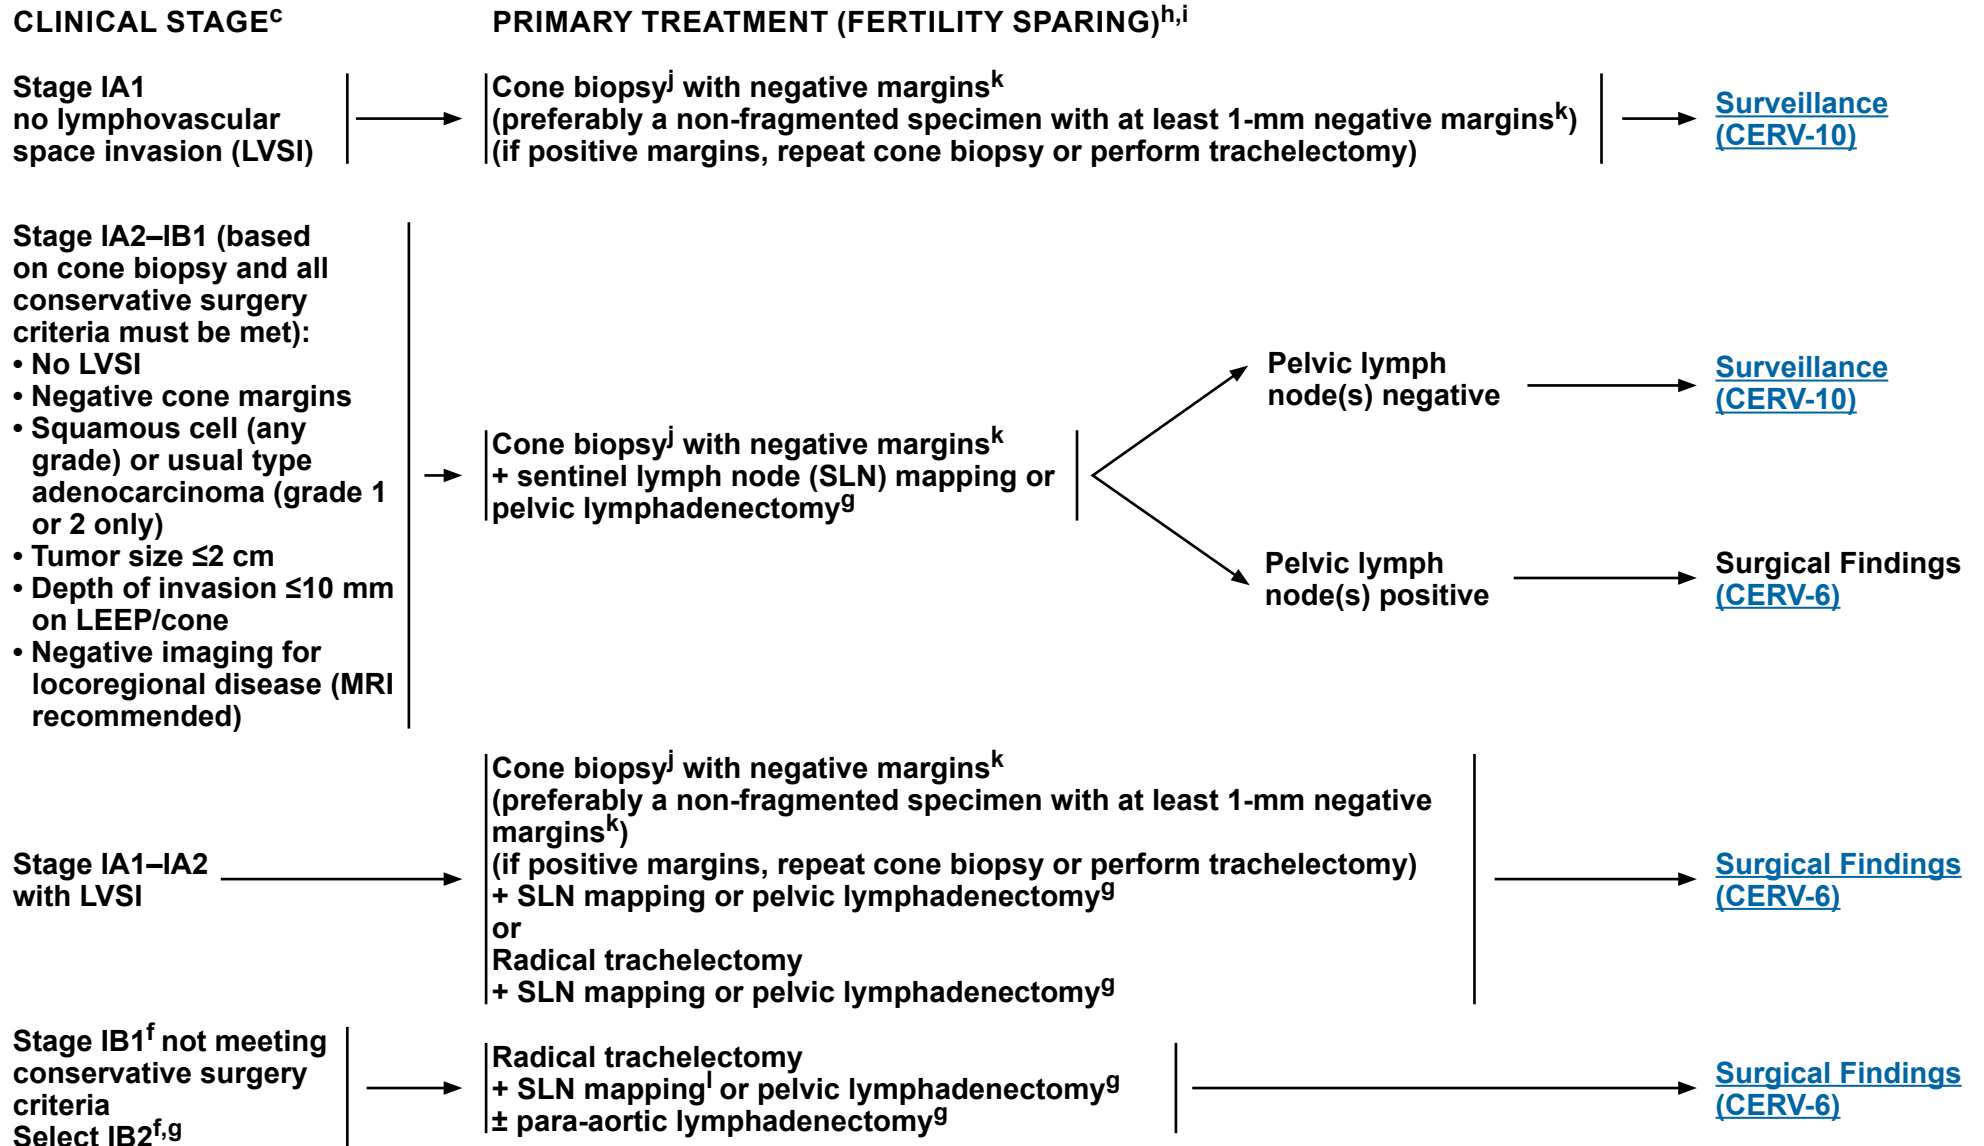 CLINICAL STAGEc
PRIMARY TREATMENT (FERTILITY SPARING)h,i
Stage IA1
no lymphovascular
space invasion (LVSI)
Cone biopsyj with negative marginsk
(preferably a non-fragmented specimen with at least 1-mm negative marginsk)
(if positive margins, repeat cone biopsy or perform trachelectomy)
Surveillance
(CERV-10)
Stage IA2–IB1 (based
on cone biopsy and all
conservative surgery
criteria must be met):
• No LVSI
• Negative cone margins
• Squamous cell (any
grade) or usual type
adenocarcinoma (grade 1
or 2 only)
• Tumor size ≤2 cm
• Depth of invasion ≤10 mm
on LEEP/cone
• Negative imaging for
locoregional disease (MRI
recommended)
Cone biopsyj with negative marginsk
+ sentinel lymph node (SLN) mapping or
pelvic lymphadenectomyg
Pelvic lymph
node(s) negative
Surveillance
(CERV-10)
Pelvic lymph
node(s) positive
Surgical Findings
(CERV-6)
Stage IA1–IA2
with LVSI
Cone biopsyj with negative marginsk
(preferably a non-fragmented specimen with at least 1-mm negative
marginsk)
(if positive margins, repeat cone biopsy or perform trachelectomy)
+ SLN mapping or pelvic lymphadenectomyg
or
Radical trachelectomy
+ SLN mapping or pelvic lymphadenectomyg
Surgical Findings
(CERV-6)
Stage IB1f not meeting
conservative surgery
criteria
Select IB2f,g
Radical trachelectomy
+ SLN mappingl or pelvic lymphadenectomyg
± para-aortic lymphadenectomyg
Surgical Findings
(CERV-6)